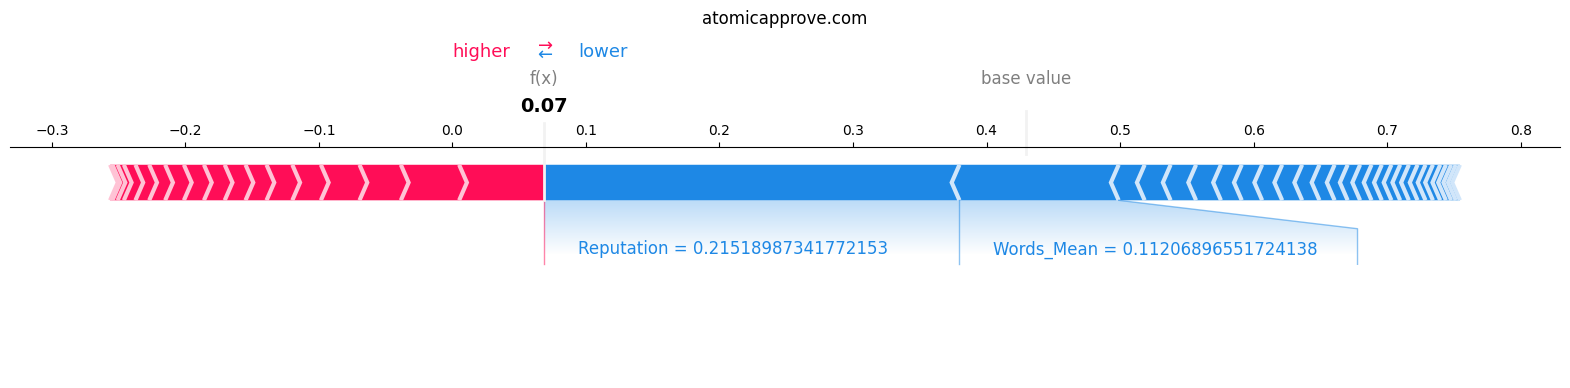 atomicapprove.com
higher ⇄ lower
f(x) base value
0.07
−0.3 −0.2 −0.1 0.0 0.1 0.2 0.3 0.4 0.5 0.6 0.7 0.8
Reputation = 0.21518987341772153 Words_Mean = 0.11206896551724138